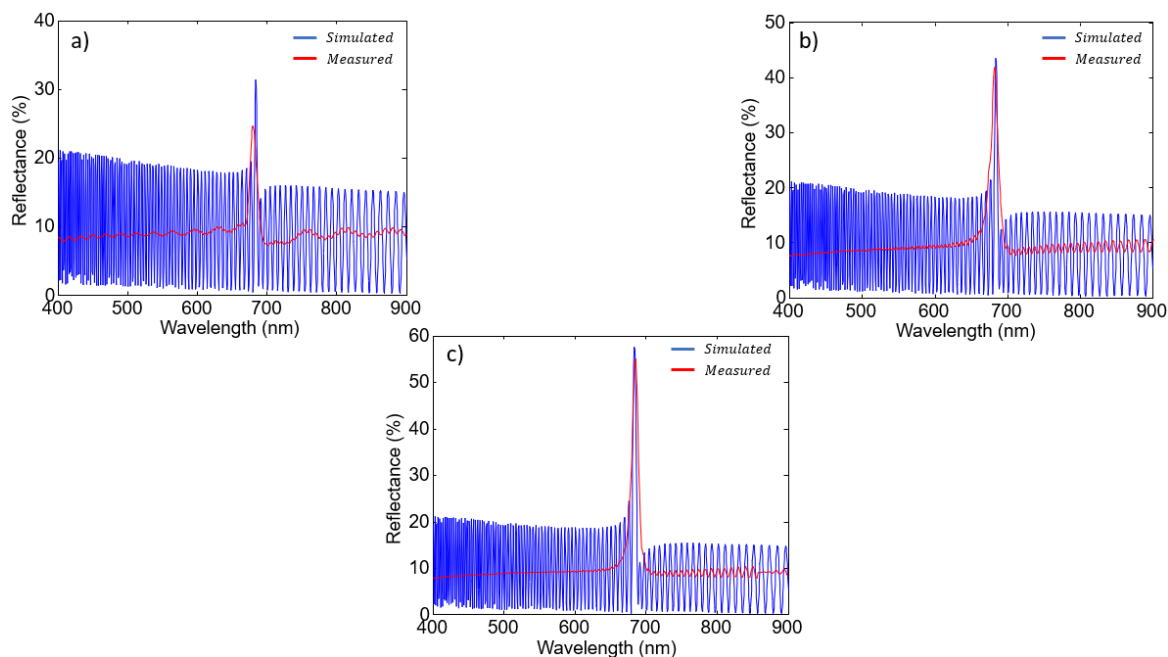 a)
Simulated
Measured
Reflectance (%)
40
30
20
10
0
400 500 600 700 800 900
Wavelength (nm)
b)
Simulated
Measured
Reflectance (%)
50
40
30
20
10
0
400 500 600 700 800 900
Wavelength (nm)
c)
Simulated
Measured
Reflectance (%)
60
50
40
30
20
10
0
400 500 600 700 800 900
Wavelength (nm)